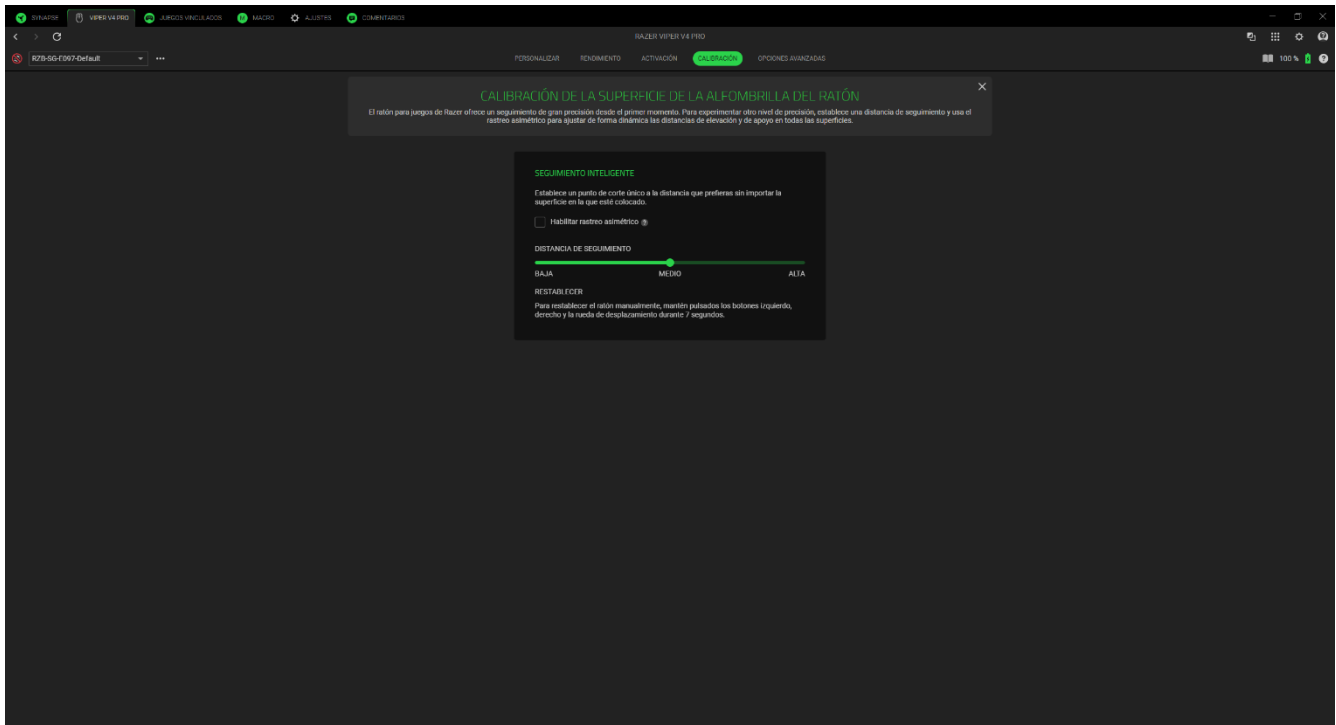 SYNAPSE
VIPER V4 PRO
JUEGOS VINCULADOS
MACRO
AJUSTES
COMENTARIOS
RAZER VIPER V4 PRO
RZB-SG-E097-Default
PERSONALIZAR
RENDIMIENTO
ACTIVACIÓN
CALIBRACIÓN
OPCIONES AVANZADAS
100 %
CALIBRACIÓN DE LA SUPERFICIE DE LA ALFOMBRILLA DEL RATÓN
El ratón para juegos de Razer ofrece un seguimiento de gran precisión desde el primer momento. Para experimentar otro nivel de precisión, establece una distancia de seguimiento y usa el
rastreo asimétrico para ajustar de forma dinámica las distancias de elevación y de apoyo en todas las superficies.
SEGUIMIENTO INTELIGENTE
Establece un punto de corte único a la distancia que prefieras sin importar la
superficie en la que esté colocado.
Habilitar rastreo asimétrico
DISTANCIA DE SEGUIMIENTO
BAJA
MEDIO
ALTA
RESTABLECER
Para restablecer el ratón manualmente, mantén pulsados los botones izquierdo,
derecho y la rueda de desplazamiento durante 7 segundos.